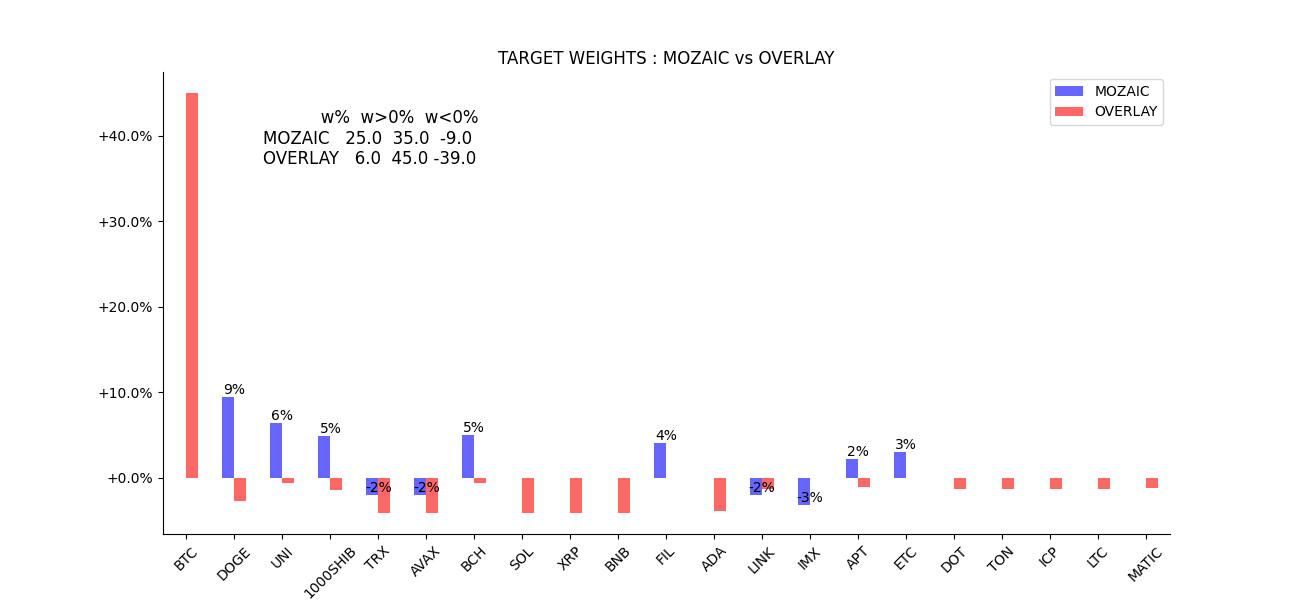 TARGET WEIGHTS : MOZAIC vs OVERLAY
MOZAIC
OVERLAY
w% w>0% w<0%
MOZAIC 25.0 35.0 -9.0
OVERLAY 6.0 45.0 -39.0
+40.0%
+30.0%
+20.0%
+10.0%
+0.0%
9%
6%
5%
-2%
-2%
5%
4%
-2%
-3%
2%
3%
BTC
DOGE
UNI
1000SHIB
TRX
AVAX
BCH
SOL
XRP
BNB
FIL
ADA
LINK
IMX
APT
ETC
DOT
TON
ICP
LTC
MATIC